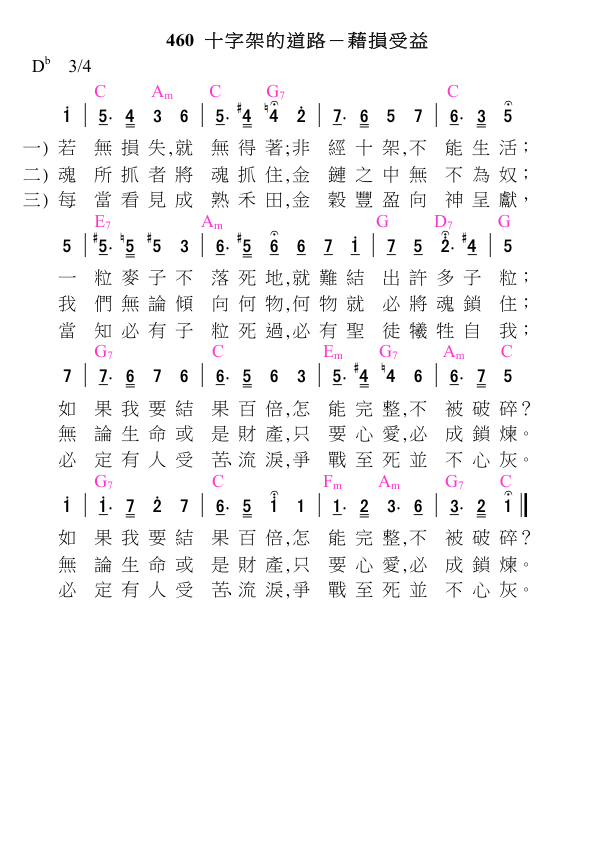 460 十字架的道路－藉損受益
D♭ 3/4
C Am C G7 C
1̇ | 5· 4 3 6 | 5· ♯4 ♮4 2̇ | 7· 6 5 7 | 6· 3 5
一) 若 無 損 失,就 無 得 著;非 經 十 架,不 能 生 活；
二) 魂 所 抓 者 將 魂 抓 住,金 鏈 之 中 無 不 為 奴；
三) 每 當 看 見 成 熟 禾 田,金 穀 豐 盈 向 神 呈 獻，
E7 Am G D7 G
5 | ♯5· ♮5 ♯5 3 | 6· ♯5 6 6 7 1̇ | 7 5 2̇· ♯4 | 5
一 粒 麥 子 不 落 死 地,就 難 結 出 許 多 子 粒；
我 們 無 論 傾 向 何 物,何 物 就 必 將 魂 鎖 住；
當 知 必 有 子 粒 死 過,必 有 聖 徒 犧 牲 自 我；
G7 C Em G7 Am C
7 | 7· 6 7 6 | 6· 5 6 3 | 5· ♯4 ♮4 6 | 6· 7 5
如 果 我 要 結 果 百 倍,怎 能 完 整,不 被 破 碎？
無 論 生 命 或 是 財 產,只 要 心 愛,必 成 鎖 煉。
必 定 有 人 受 苦、流 淚,爭 戰 至 死 並 不 心 灰。
G7 C Fm Am G7 C
1̇ | 1̇· 7 2̇ 7 | 6· 5 1̇ 1 | 1· 2 3· 6 | 3· 2 1̇ ‖
如 果 我 要 結 果 百 倍,怎 能 完 整,不 被 破 碎？
無 論 生 命 或 是 財 產,只 要 心 愛,必 成 鎖 煉。
必 定 有 人 受 苦、流 淚,爭 戰 至 死 並 不 心 灰。